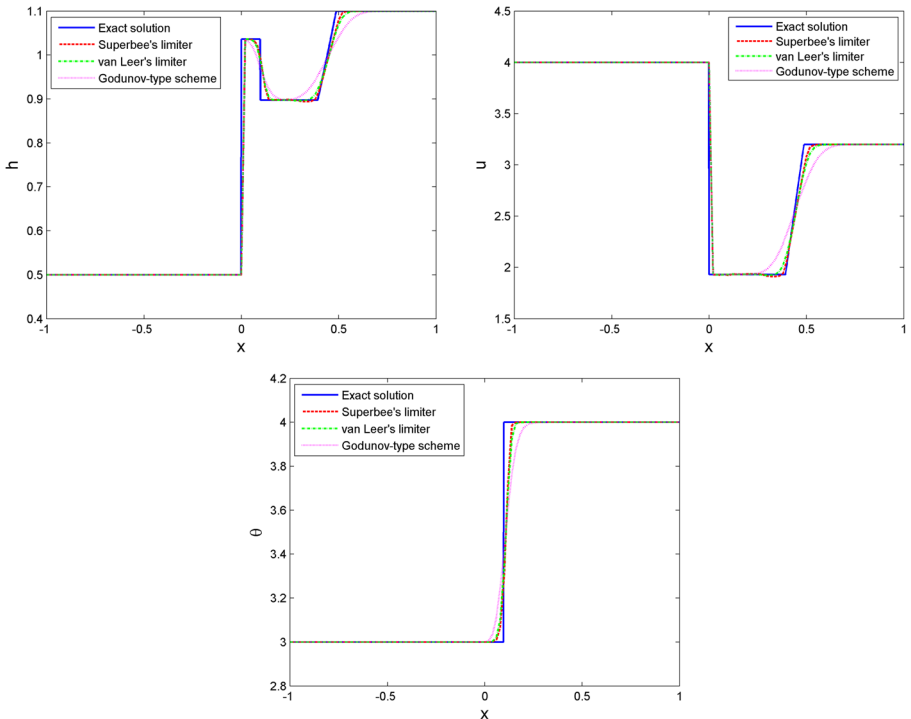 1.1
1
0.9
0.8
0.7
0.6
0.5
0.4
h
-1
-0.5
0
0.5
1
x
Exact solution
Superbee's limiter
van Leer's limiter
Godunov-type scheme
4.5
4
3.5
3
2.5
2
1.5
u
-1
-0.5
0
0.5
1
x
Exact solution
Superbee's limiter
van Leer's limiter
Godunov-type scheme
4.2
4
3.8
3.6
3.4
3.2
3
2.8
θ
-1
-0.5
0
0.5
1
x
Exact solution
Superbee's limiter
van Leer's limiter
Godunov-type scheme